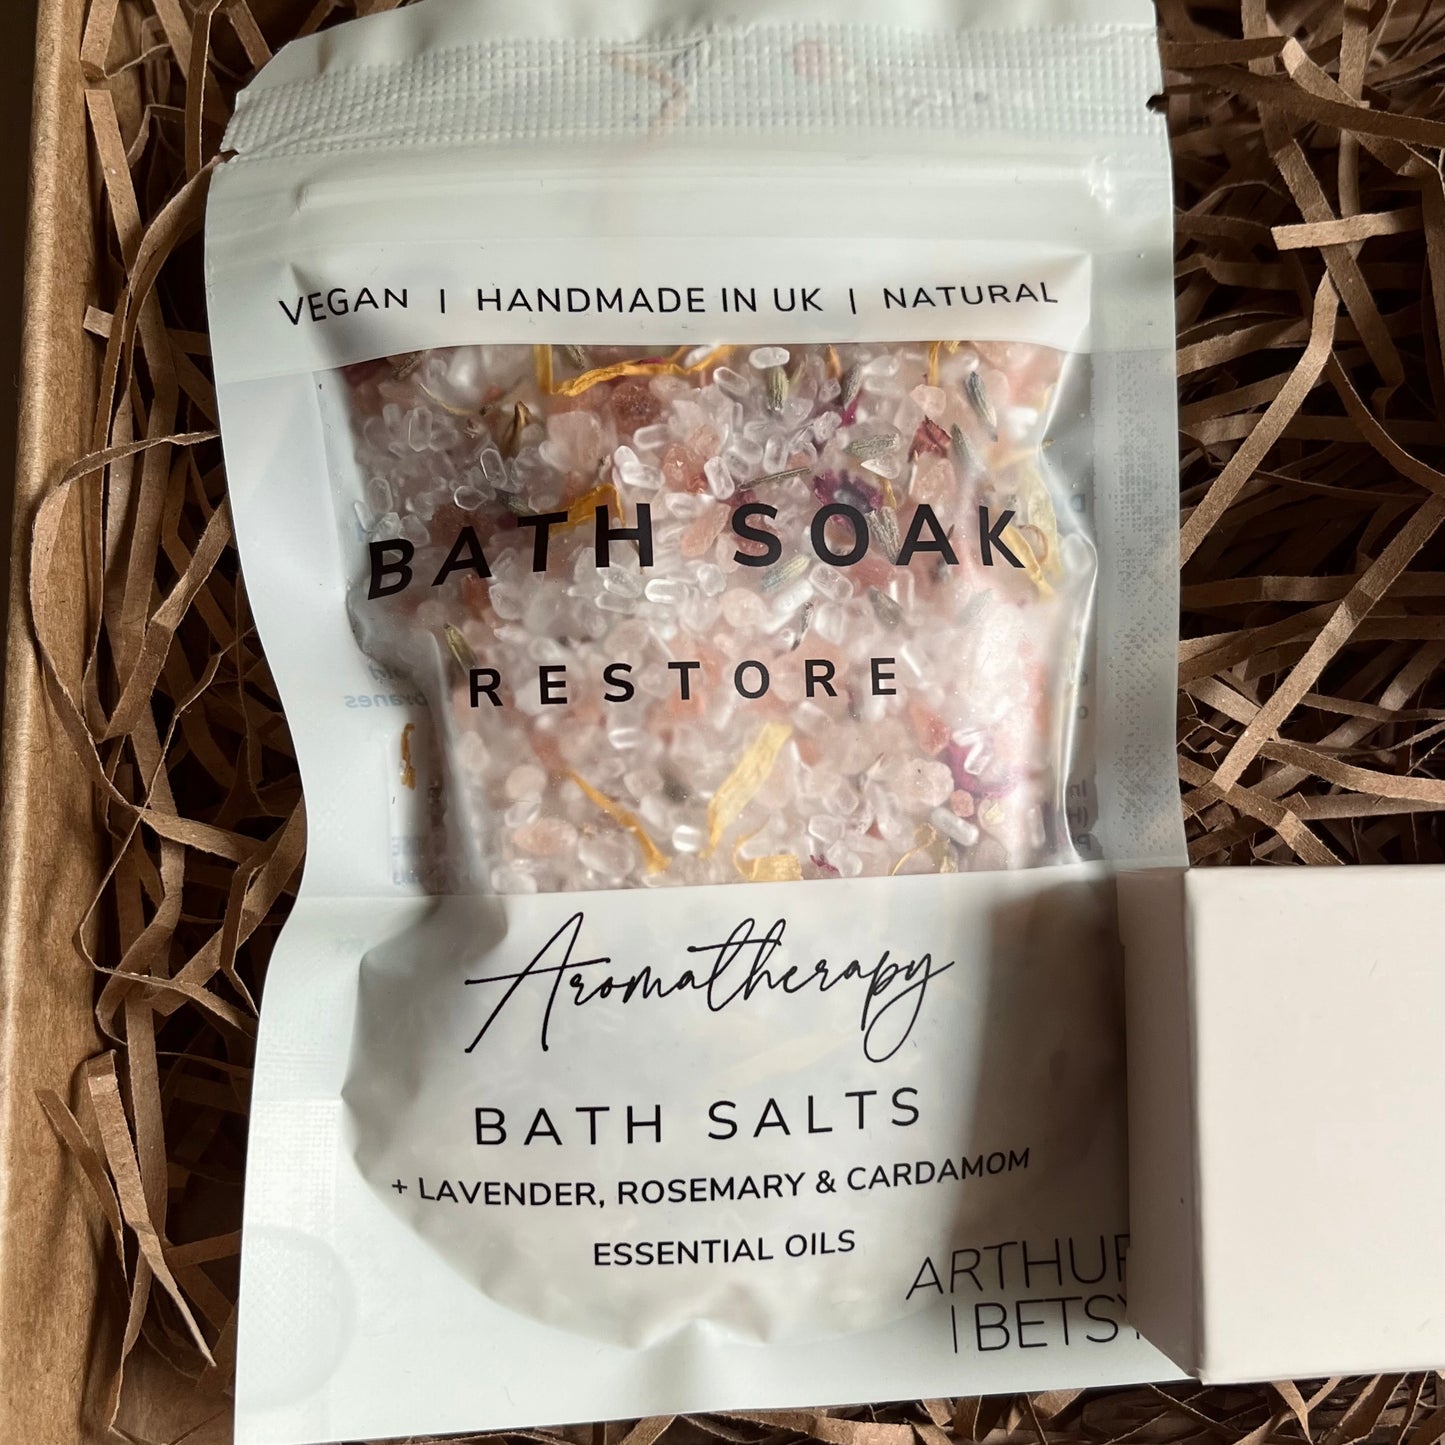 VEGAN | HANDMADE IN UK | NATURAL
BATH SOAK
RESTORE
Aromatherapy
BATH SALTS
+ LAVENDER, ROSEMARY & CARDAMOM
ESSENTIAL OILS
ARTHUR
| BETSY